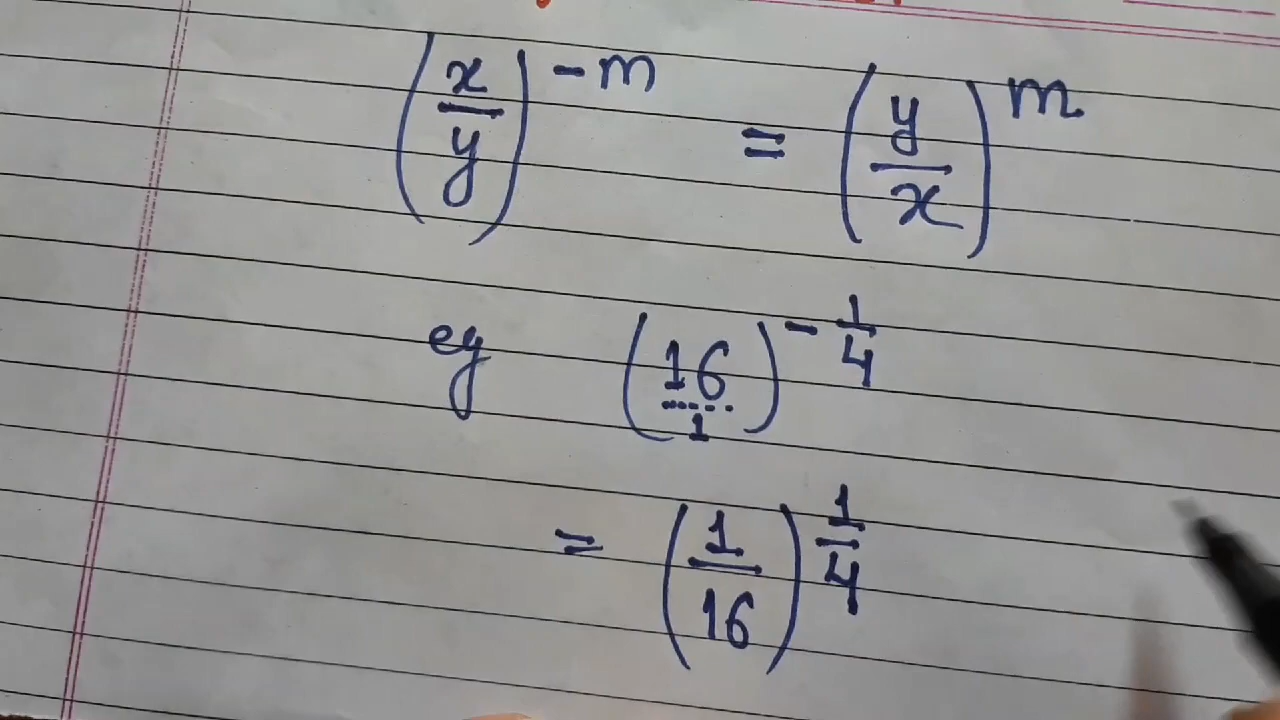 (x/y)^-m = (y/x)^m
eg (16/1)^-1/4
= (1/16)^1/4